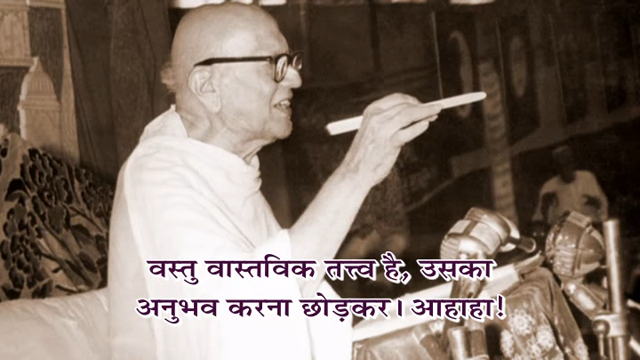 वस्तु वास्तविक तत्त्व है, उसका
अनुभव करना छोड़कर। आहाहा!